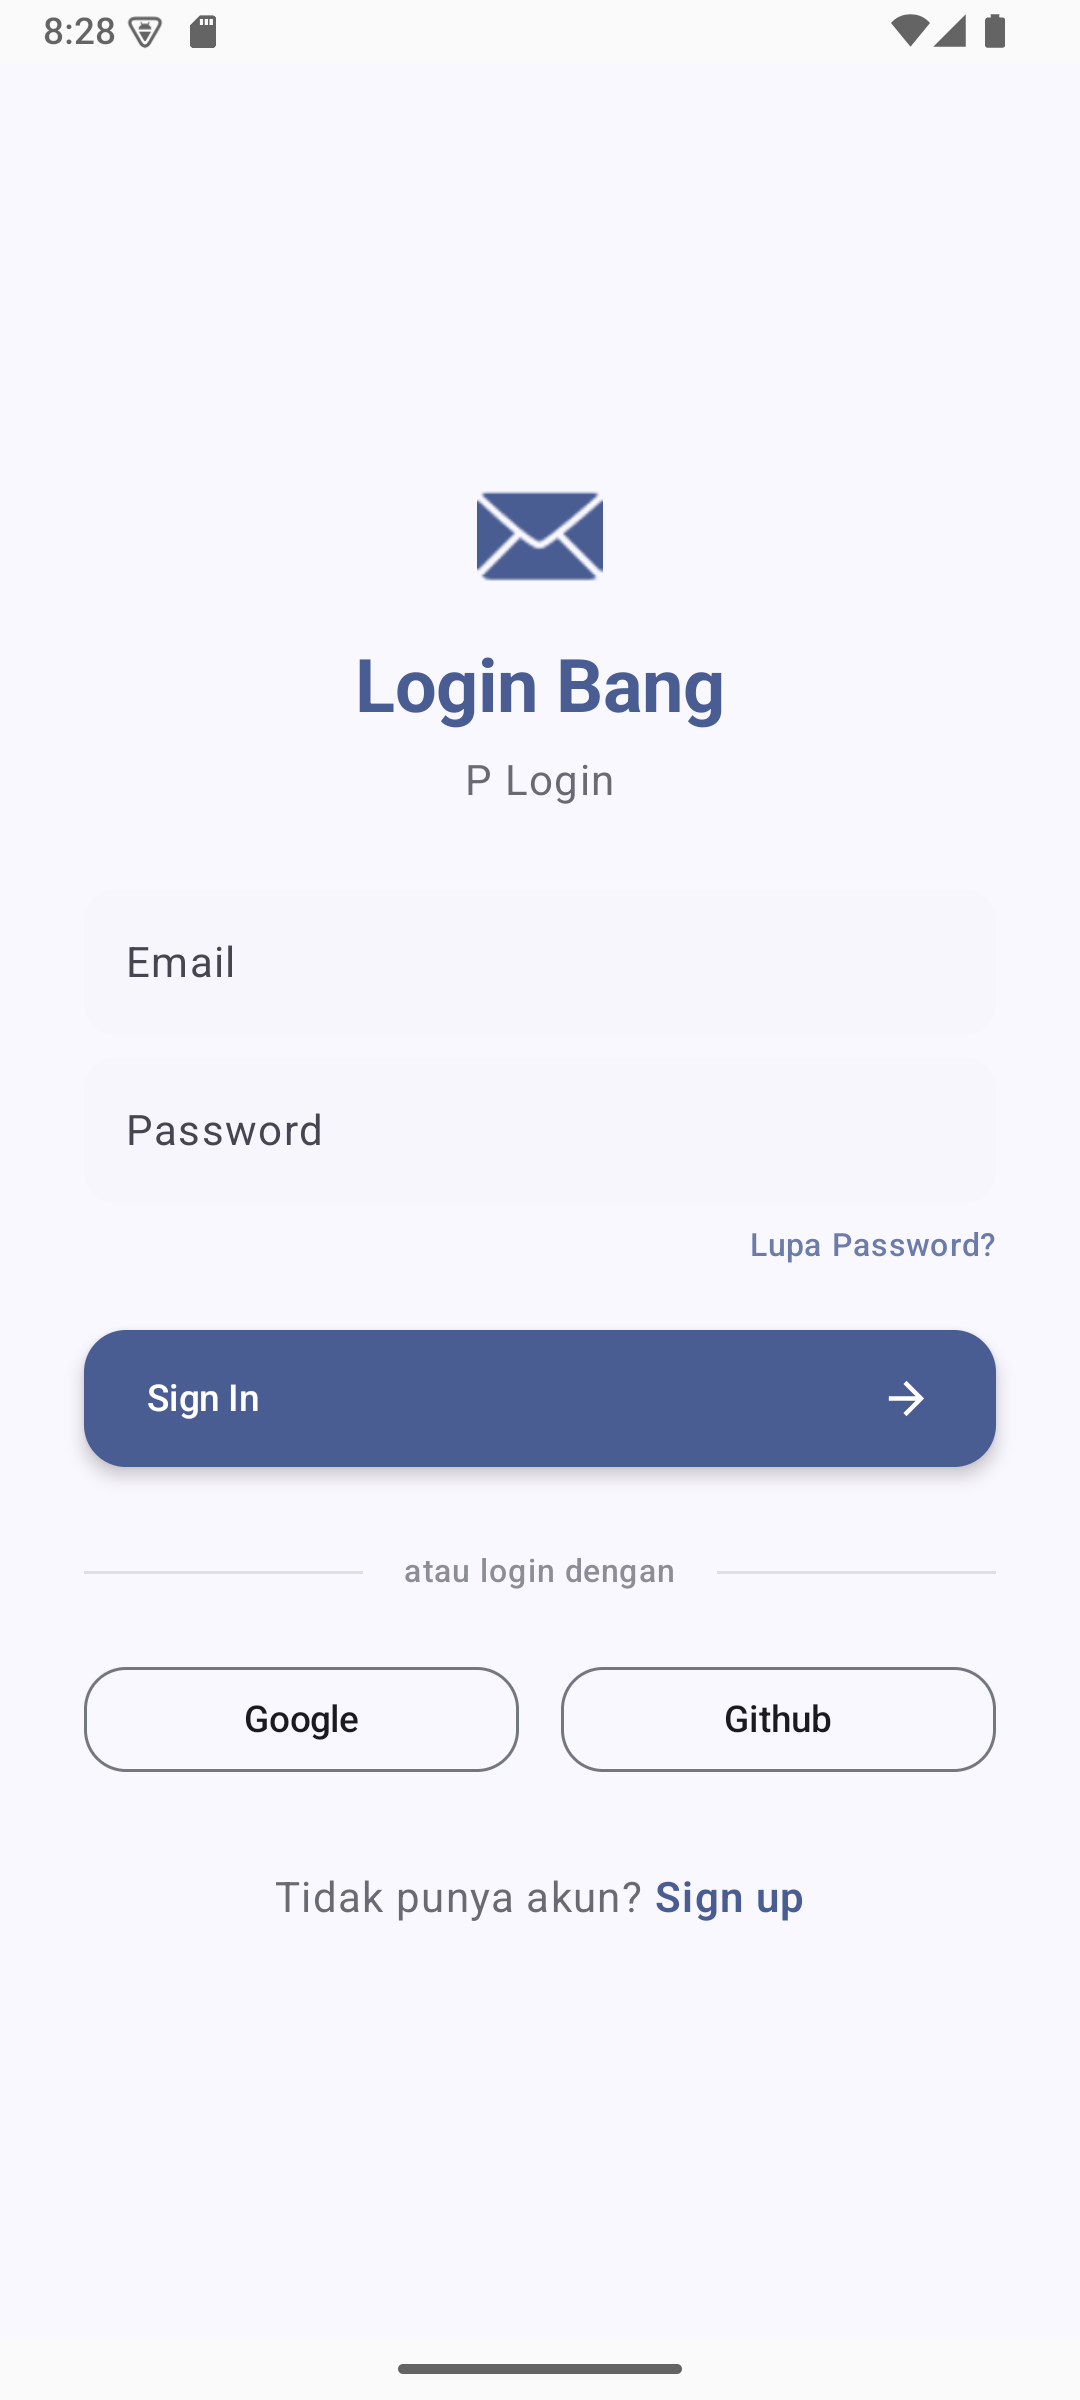 8:28
Login Bang
P Login
Email
Password
Lupa Password?
Sign In
atau login dengan
Google
Github
Tidak punya akun? Sign up